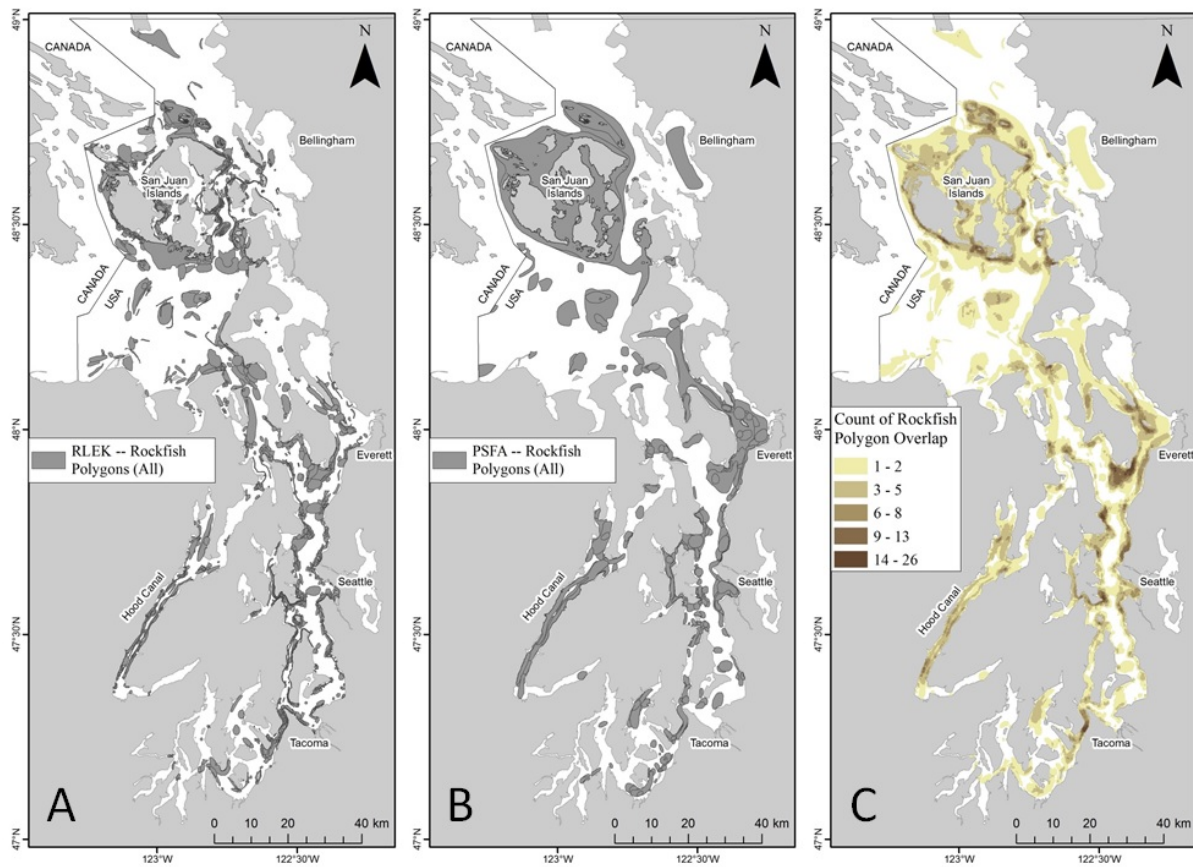 49°N
CANADA
N
CANADA
Bellingham
San Juan
Islands
48°30'N
CANADA
USA
48°N
RLEK -- Rockfish
Polygons (All)
Everett
Hood Canal
Seattle
47°30'N
Tacoma
A
0 10 20 40 km
47°N
123°W
122°30'W
49°N
CANADA
N
CANADA
Bellingham
San Juan
Islands
48°30'N
CANADA
USA
48°N
PSFA -- Rockfish
Polygons (All)
Everett
Hood Canal
Seattle
47°30'N
Tacoma
B
0 10 20 40 km
47°N
123°W
122°30'W
49°N
CANADA
N
CANADA
Bellingham
San Juan
Islands
48°30'N
CANADA
USA
48°N
Count of Rockfish
Polygon Overlap
1 - 2
3 - 5
6 - 8
9 - 13
14 - 26
Everett
Hood Canal
Seattle
47°30'N
Tacoma
C
0 10 20 40 km
47°N
123°W
122°30'W